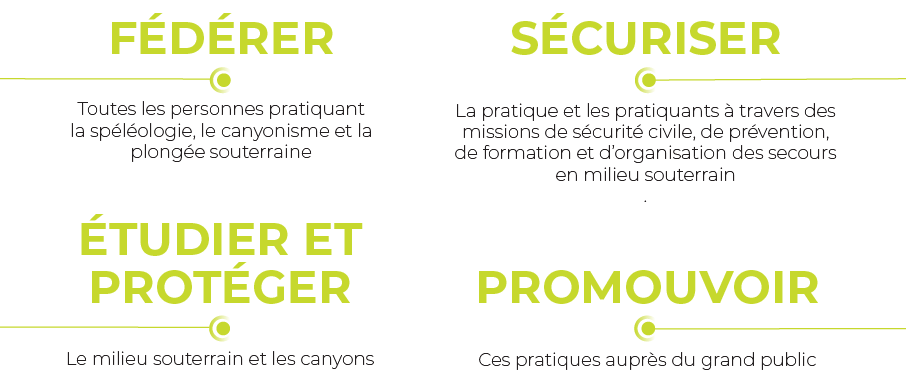 FÉDÉRER
Toutes les personnes pratiquant
la spéléologie, le canyonisme et la
plongée souterraine
SÉCURISER
La pratique et les pratiquants à travers des
missions de sécurité civile, de prévention,
de formation et d’organisation des secours
en milieu souterrain
.
ÉTUDIER ET
PROTÉGER
Le milieu souterrain et les canyons
PROMOUVOIR
Ces pratiques auprès du grand public